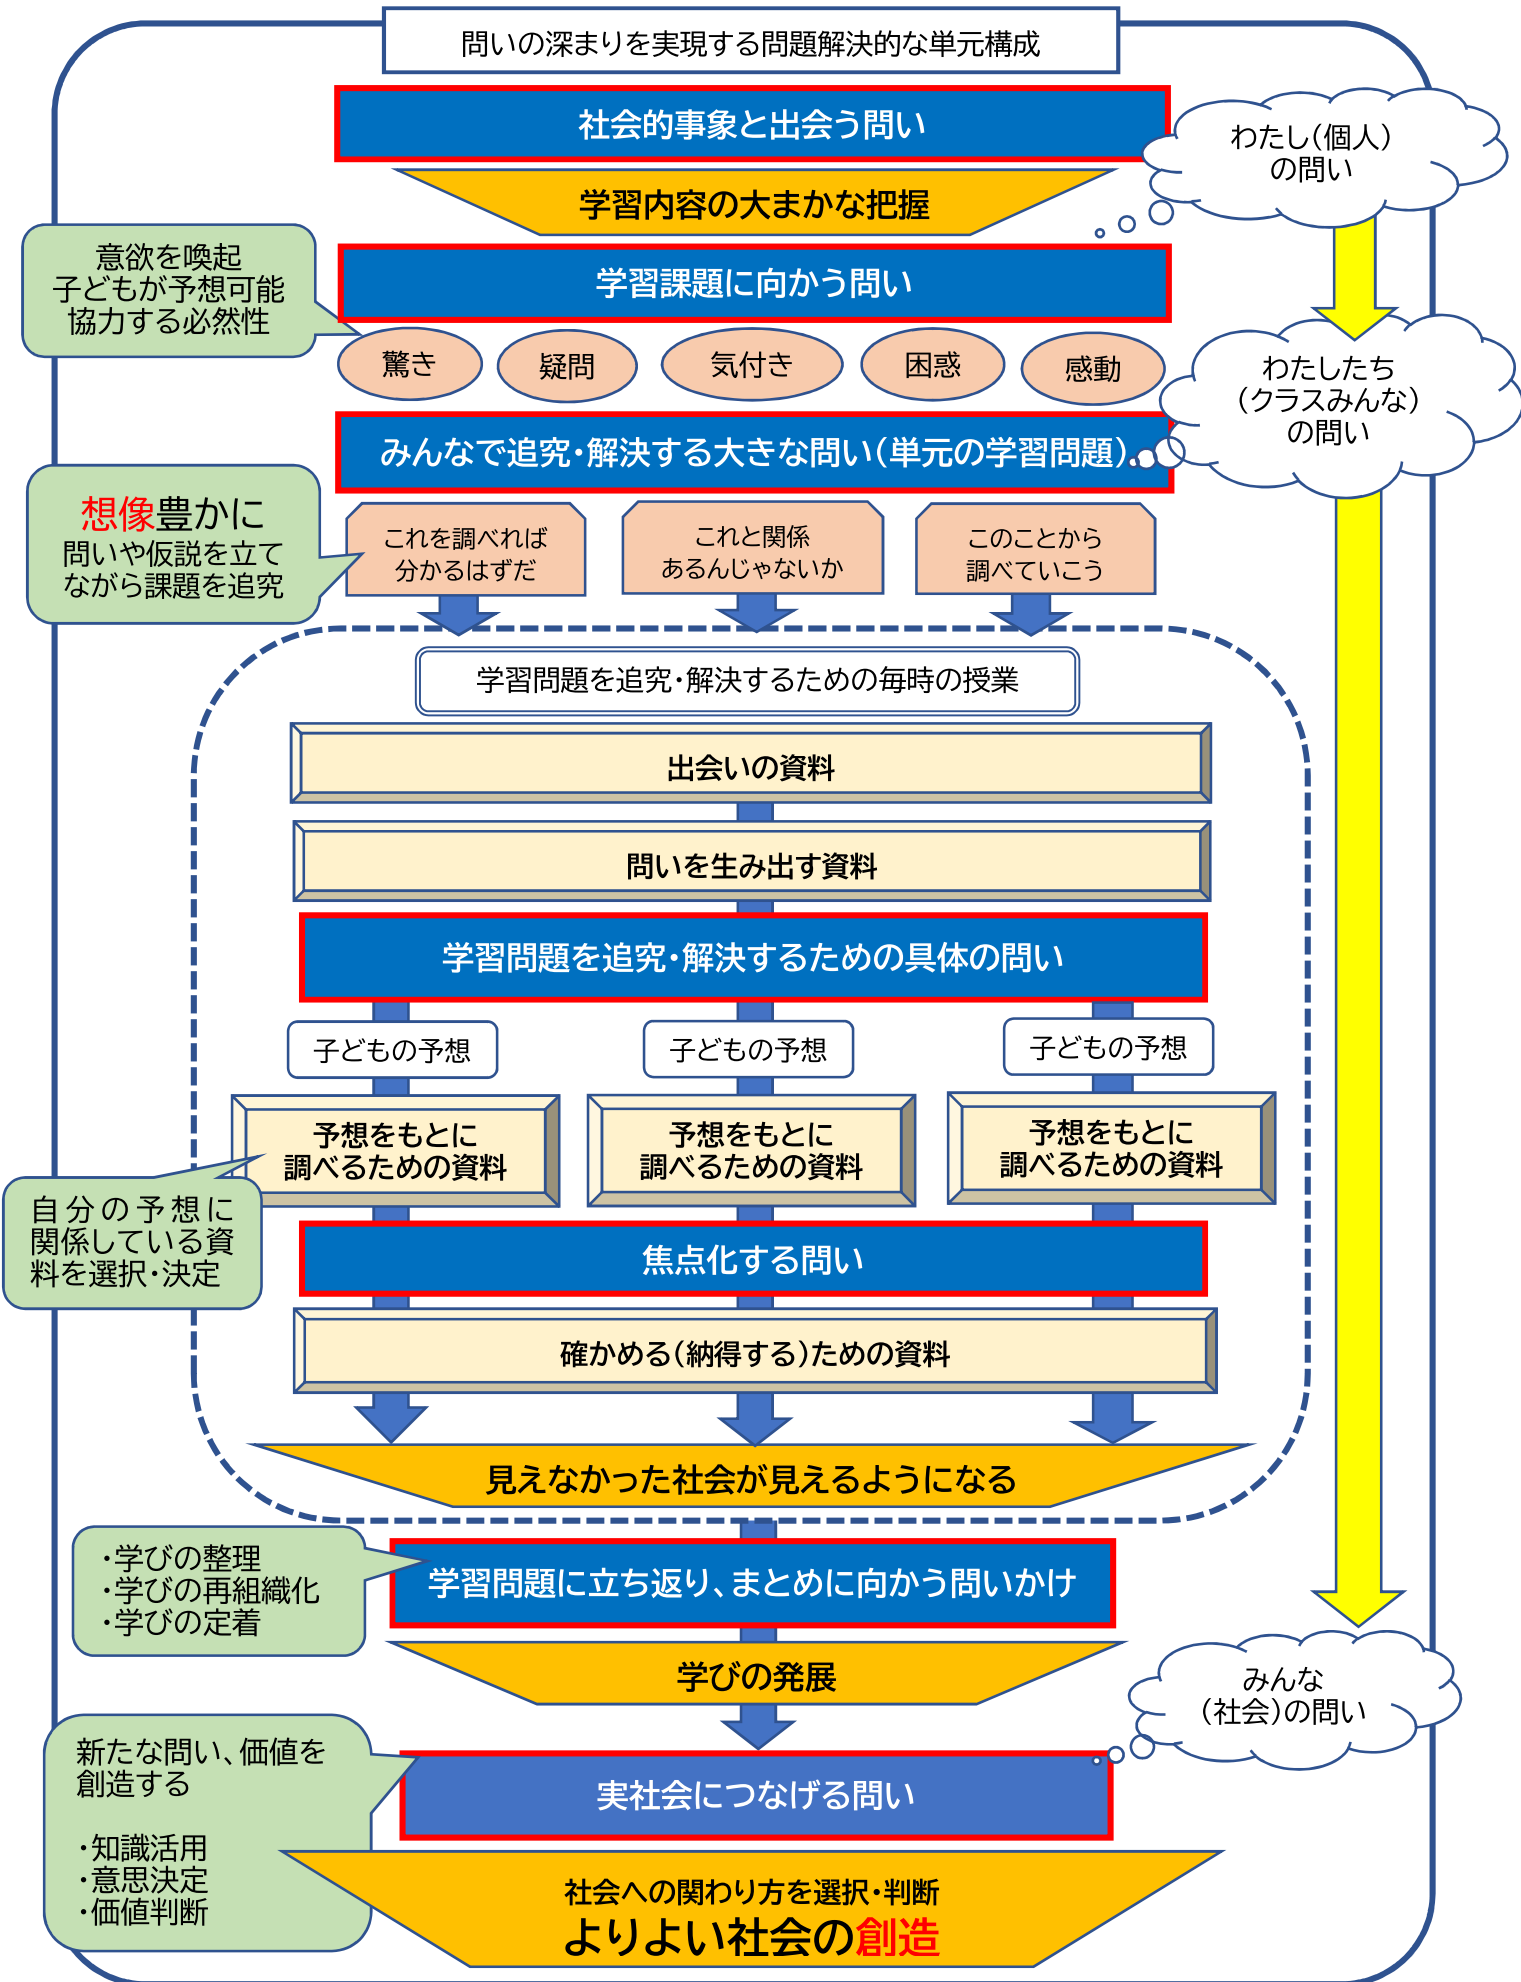 問いの深まりを実現する問題解決的な単元構成
社会的事象と出会う問い
わたし(個人)
の問い
学習内容の大まかな把握
意欲を喚起
子どもが予想可能
協力する必然性
学習課題に向かう問い
驚き
疑問
気付き
困惑
感動
わたしたち
(クラスみんな)
の問い
みんなで追究・解決する大きな問い(単元の学習問題)
想像豊かに
問いや仮説を立て
ながら課題を追究
これを調べれば
分かるはずだ
これと関係
あるんじゃないか
このことから
調べていこう
学習問題を追究・解決するための毎時の授業
出会いの資料
問いを生み出す資料
学習問題を追究・解決するための具体の問い
子どもの予想
子どもの予想
子どもの予想
予想をもとに
調べるための資料
予想をもとに
調べるための資料
予想をもとに
調べるための資料
自分の予想に
関係している資
料を選択・決定
焦点化する問い
確かめる(納得する)ための資料
見えなかった社会が見えるようになる
・学びの整理
・学びの再組織化
・学びの定着
学習問題に立ち返り、まとめに向かう問いかけ
学びの発展
みんな
(社会)の問い
新たな問い、価値を
創造する
・知識活用
・意思決定
・価値判断
実社会につなげる問い
社会への関わり方を選択・判断
よりよい社会の創造